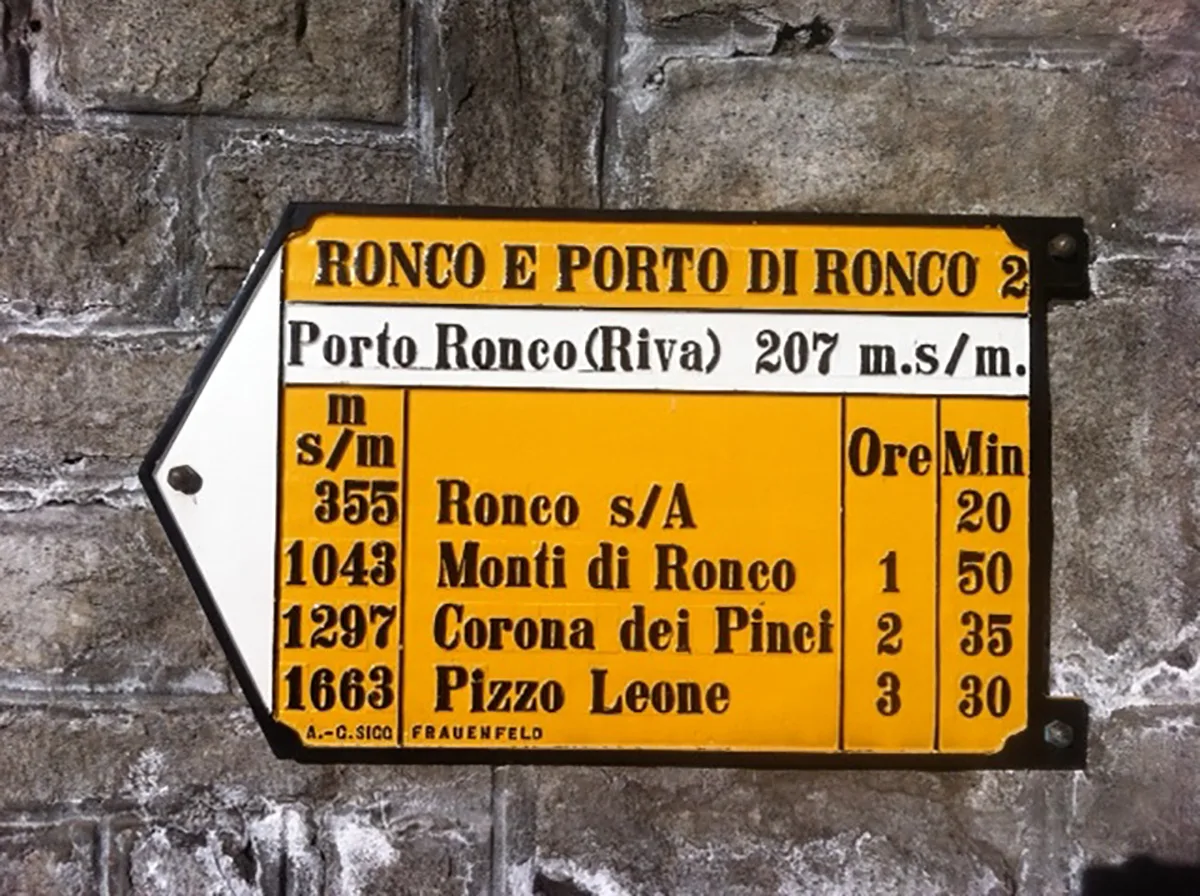 RONCO E PORTO DI RONCO 2
Porto Ronco (Riva) 207 m.s/m.
m
s/m Ore Min
355 Ronco s/A 20
1043 Monti di Ronco 1 50
1297 Corona dei Pinci 2 35
1663 Pizzo Leone 3 30
A.-G. SIGG FRAUENFELD